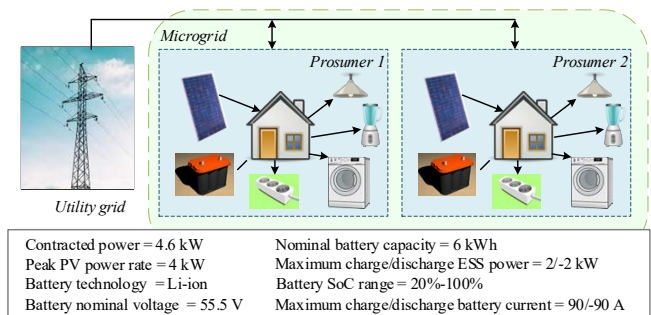 Microgrid
Prosumer 1
Prosumer 2
Utility grid
Contracted power = 4.6 kW
Peak PV power rate = 4 kW
Battery technology = Li-ion
Battery nominal voltage = 55.5 V
Nominal battery capacity = 6 kWh
Maximum charge/discharge ESS power = 2/-2 kW
Battery SoC range = 20%-100%
Maximum charge/discharge battery current = 90/-90 A